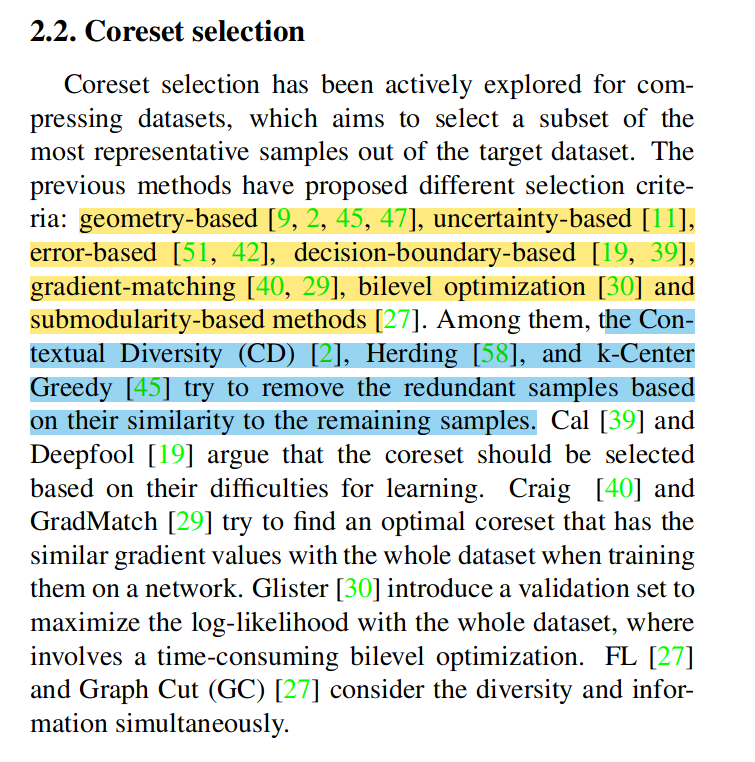 2.2. Coreset selection
Coreset selection has been actively explored for com-
pressing datasets, which aims to select a subset of the
most representative samples out of the target dataset. The
previous methods have proposed different selection crite-
ria: geometry-based [9, 2, 45, 47], uncertainty-based [11],
error-based [51, 42], decision-boundary-based [19, 39],
gradient-matching [40, 29], bilevel optimization [30] and
submodularity-based methods [27]. Among them, the Con-
textual Diversity (CD) [2], Herding [58], and k-Center
Greedy [45] try to remove the redundant samples based
on their similarity to the remaining samples. Cal [39] and
Deepfool [19] argue that the coreset should be selected
based on their difficulties for learning. Craig [40] and
GradMatch [29] try to find an optimal coreset that has the
similar gradient values with the whole dataset when training
them on a network. Glister [30] introduce a validation set to
maximize the log-likelihood with the whole dataset, where
involves a time-consuming bilevel optimization. FL [27]
and Graph Cut (GC) [27] consider the diversity and infor-
mation simultaneously.